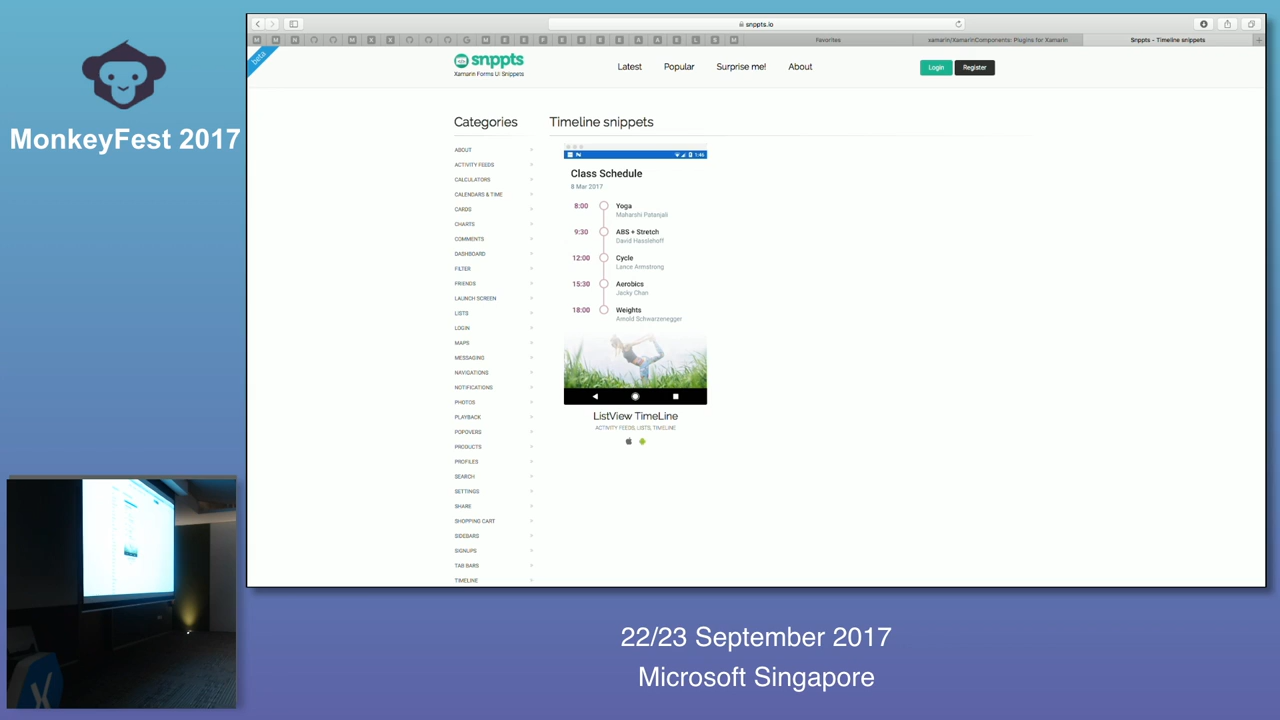 MonkeyFest 2017
snppts.io
Favorites
xamarin/XamarinComponents: Plugins for Xamarin
Snppts - Timeline snippets
beta
snppts
Xamarin Forms UI Snippets
Latest
Popular
Surprise me!
About
Login
Register
Categories
ABOUT
ACTIVITY FEEDS
CALCULATORS
CALENDARS & TIME
CARDS
CHARTS
COMMENTS
DASHBOARD
FILTER
FRIENDS
LAUNCH SCREEN
LISTS
LOGIN
MAPS
MESSAGING
NAVIGATIONS
NOTIFICATIONS
PHOTOS
PLAYBACK
POPOVERS
PRODUCTS
PROFILES
SEARCH
SETTINGS
SHARE
SHOPPING CART
SIDEBARS
SIGNUPS
TAB BARS
TIMELINE
Timeline snippets
1:46
Class Schedule
8 Mar 2017
8:00 Yoga
Maharshi Patanjali
9:30 ABS + Stretch
David Hasslehoff
12:00 Cycle
Lance Armstrong
15:30 Aerobics
Jacky Chan
18:00 Weights
Arnold Schwarzenegger
ListView TimeLine
ACTIVITY FEEDS, LISTS, TIMELINE
22/23 September 2017
Microsoft Singapore